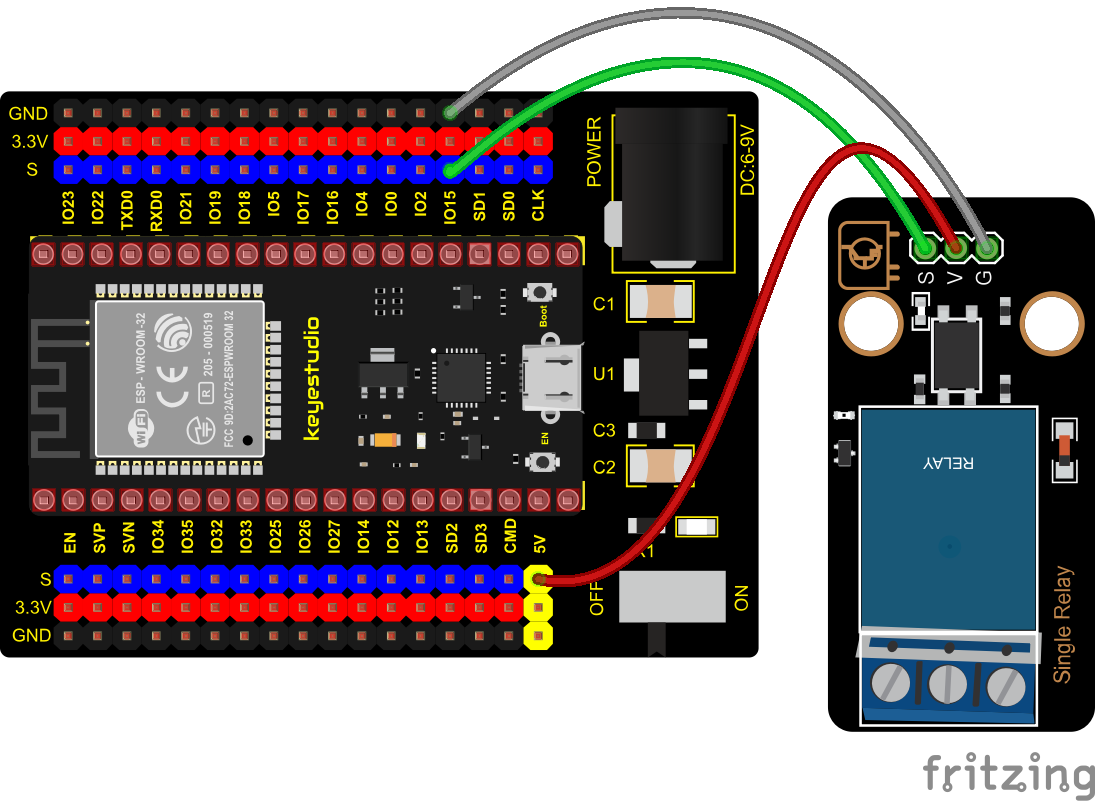 GND
3.3V
S
IO23 IO22 TXD0 RXD0 IO21 IO19 IO18 IO5 IO17 IO16 IO4 IO0 IO2 IO15 SD1 SD0 CLK
POWER
DC:6-9V
S V G
WiFi
ESP - WROOM -32
CE
R
205 - 000519
FCC 9D:2AC72-ESPWROOM 32
keyestudio
Boot
EN
C1
U1
C3
C2
RELAY
EN SVP SVN IO34 IO35 IO32 IO33 IO25 IO26 IO27 IO14 IO12 IO13 SD2 SD3 CMD 5V
S
3.3V
GND
OFF
ON
Single Relay
fritzing